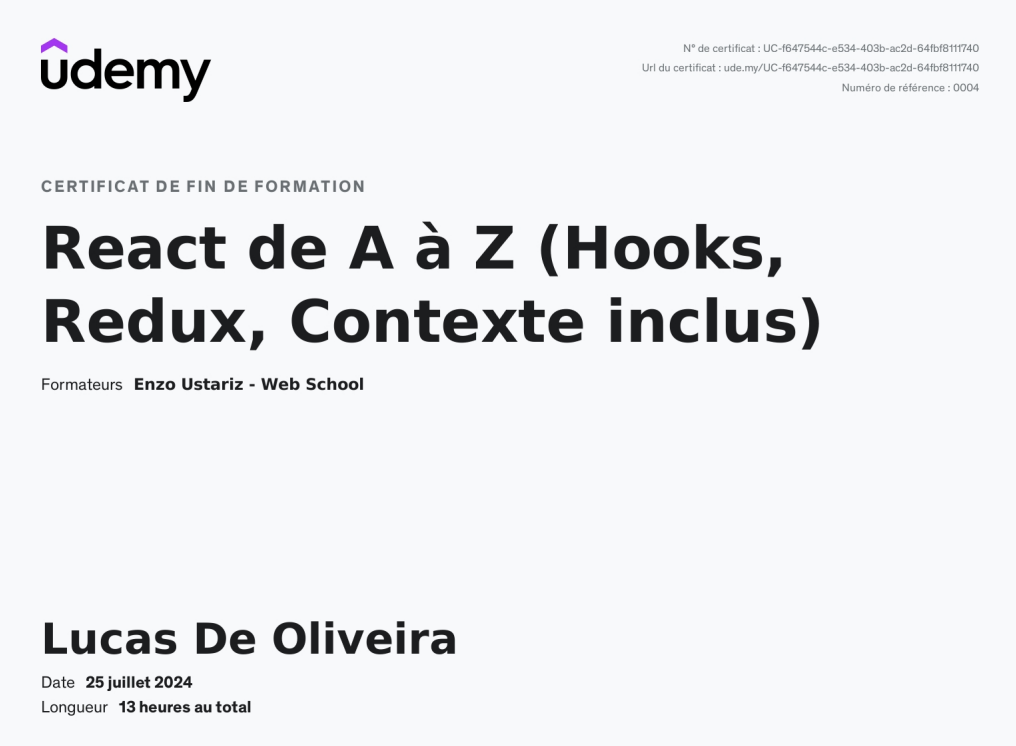 udemy
N° de certificat : UC-f647544c-e534-403b-ac2d-64fbf8111740
Url du certificat : ude.my/UC-f647544c-e534-403b-ac2d-64fbf8111740
Numéro de référence : 0004
CERTIFICAT DE FIN DE FORMATION
React de A à Z (Hooks,
Redux, Contexte inclus)
Formateurs Enzo Ustariz - Web School
Lucas De Oliveira
Date 25 juillet 2024
Longueur 13 heures au total